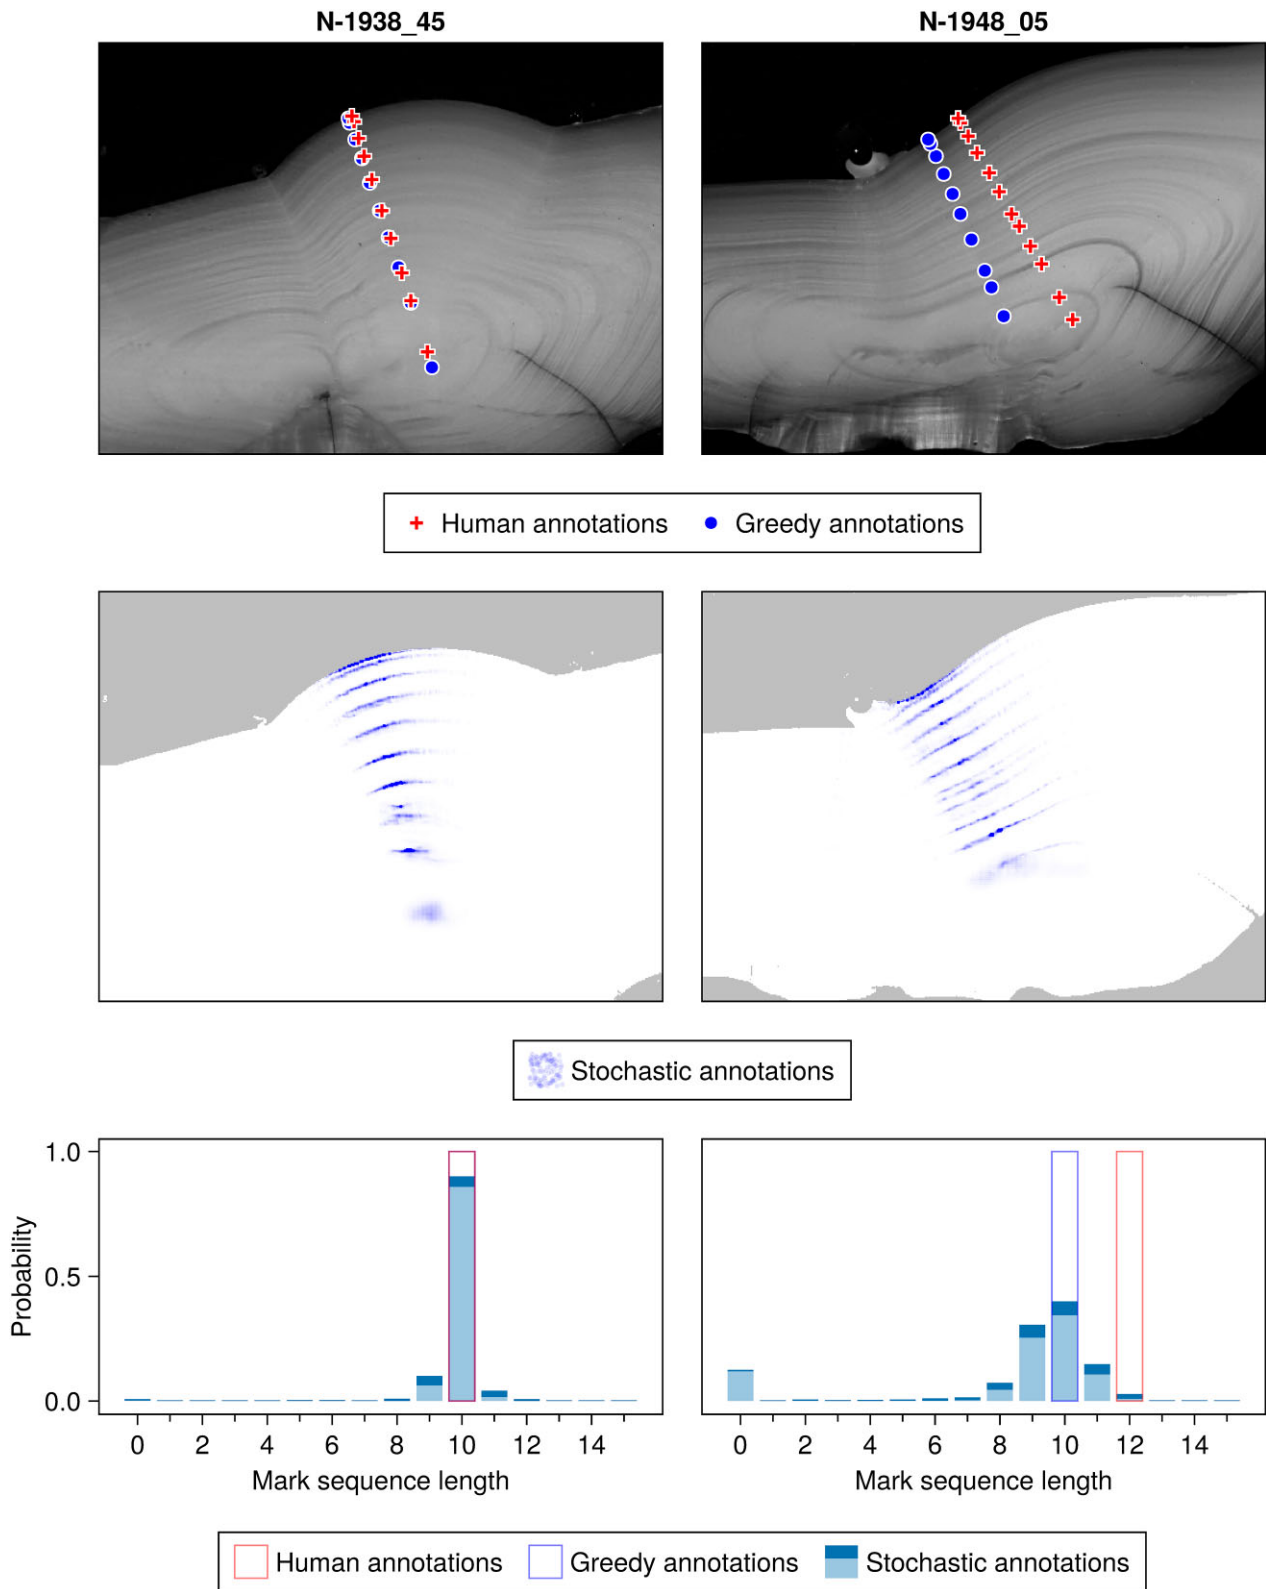 N-1938_45
N-1948_05
Human annotations
Greedy annotations
Stochastic annotations
1.0
0.5
0.0
Probability
0 2 4 6 8 10 12 14
0 2 4 6 8 10 12 14
Mark sequence length
Mark sequence length
Human annotations
Greedy annotations
Stochastic annotations